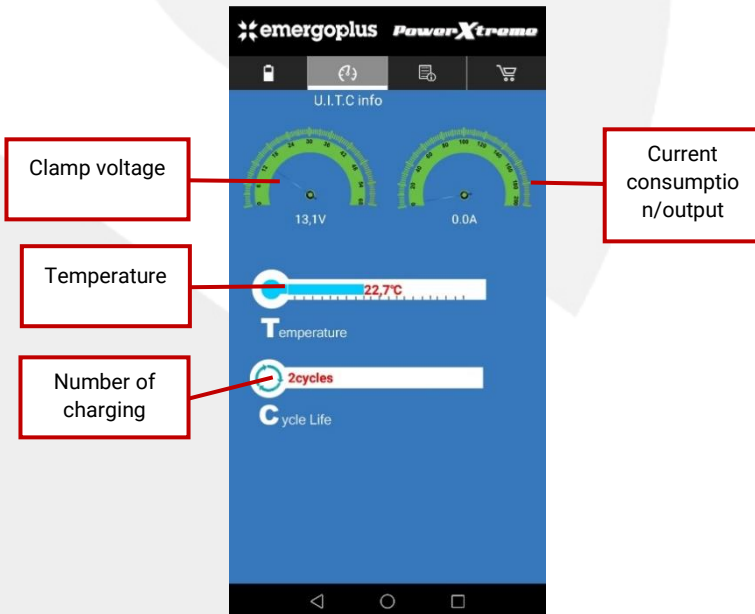 emergoplus PowerXtreme
U.I.T.C info
Clamp voltage
13,1V
0.0A
Current
consumptio
n/output
Temperature
22,7°C
Temperature
Number of
charging
2cycles
Cycle Life